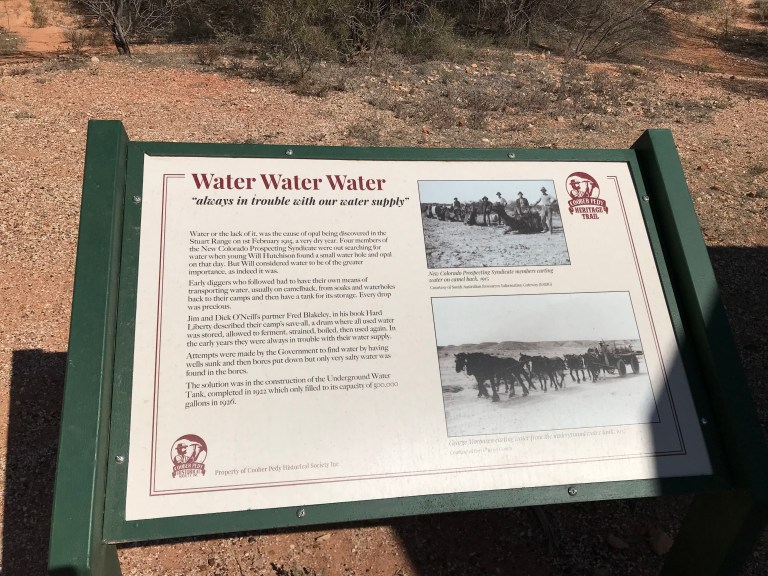 Water Water Water
"always in trouble with our water supply"
Water or the lack of it, was the cause of opal being discovered in the
Stuart Range on 1st February 1915, a very dry year. Four members of
the New Colorado Prospecting Syndicate were out searching for
water when young Will Hutchison found a small water hole and opal
on that day. But Will considered water to be of the greater
importance, as indeed it was.
Early diggers who followed had to have their own means of
transporting water, usually on camelback, from soaks and waterholes
back to their camps and then have a tank for its storage. Every drop
was precious.
Jim and Dick O'Neill's partner Fred Blakeley, in his book Hard
Liberty described their camp's save-all, a drum where all used water
was stored, allowed to ferment, strained, boiled, then used again. In
the early years they were always in trouble with their water supply.
Attempts were made by the Government to find water by having
wells sunk and then bores put down but only very salty water was
found in the bores.
The solution was in the construction of the Underground Water
Tank, completed in 1922 which only filled to its capacity of 500,000
gallons in 1926.
COOBER PEDY
HISTORICAL
Property of Coober Pedy Historical Society Inc
COOBER PEDY
HERITAGE
TRAIL
New Colorado Prospecting Syndicate members carting
water on camel back, 1915
George
water from the underground